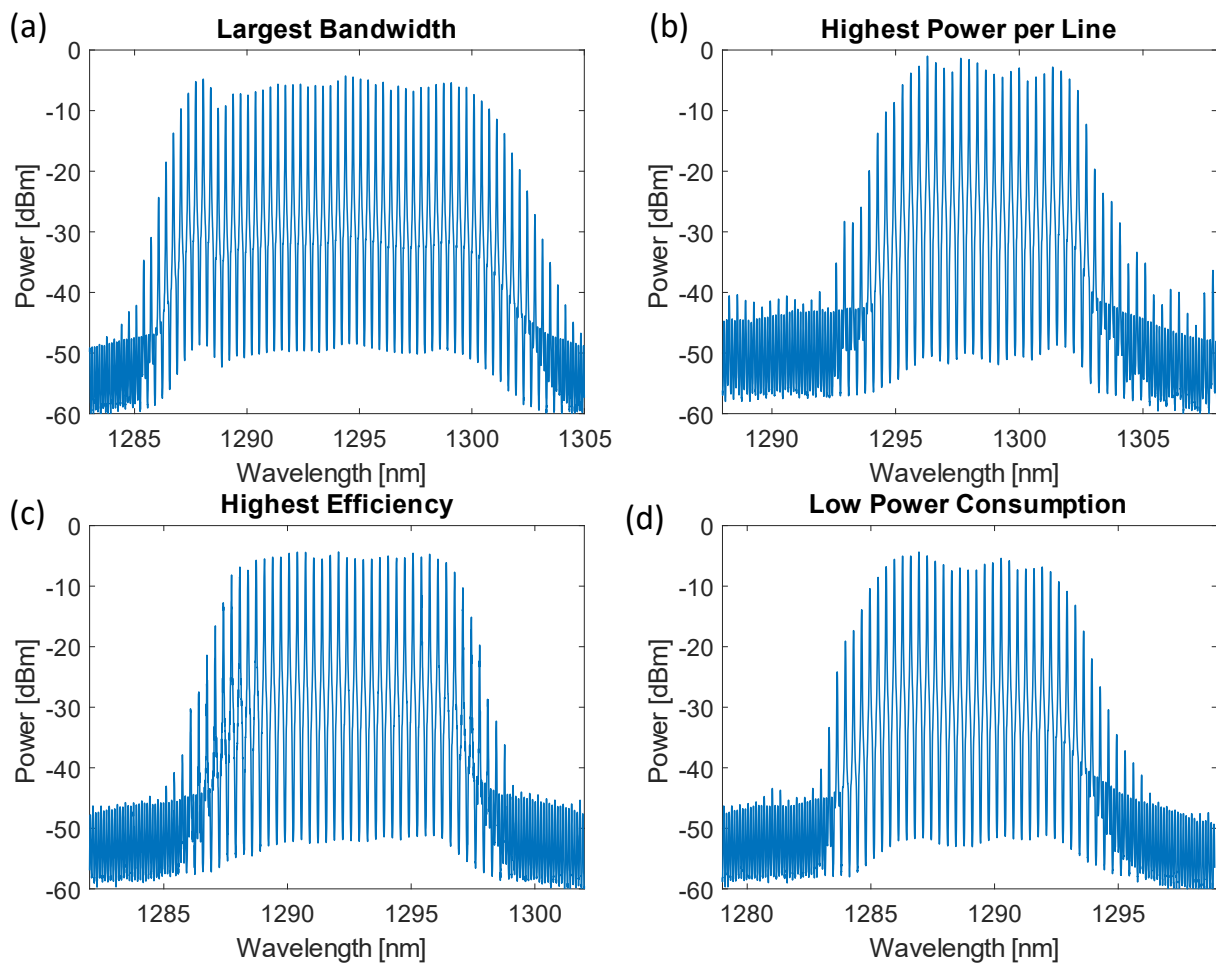 (a)
Largest Bandwidth
0
-10
-20
-30
-40
-50
-60
Power [dBm]
1285
1290
1295
1300
1305
Wavelength [nm]
(b)
Highest Power per Line
0
-10
-20
-30
-40
-50
-60
Power [dBm]
1290
1295
1300
1305
Wavelength [nm]
(c)
Highest Efficiency
0
-10
-20
-30
-40
-50
-60
Power [dBm]
1285
1290
1295
1300
Wavelength [nm]
(d)
Low Power Consumption
0
-10
-20
-30
-40
-50
-60
Power [dBm]
1280
1285
1290
1295
Wavelength [nm]